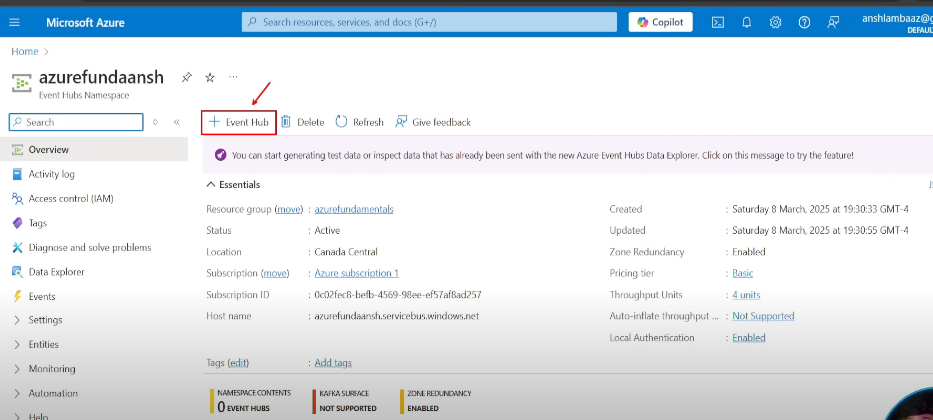 Microsoft Azure
Search resources, services, and docs (G+/)
Copilot
anshlambaaz@g
DEFAUL
Home >
azurefundaansh
Event Hubs Namespace
Search
Overview
Activity log
Access control (IAM)
Tags
Diagnose and solve problems
Data Explorer
Events
Settings
Entities
Monitoring
Automation
Help
+ Event Hub
Delete
Refresh
Give feedback
You can start generating test data or inspect data that has already been sent with the new Azure Event Hubs Data Explorer. Click on this message to try the feature!
Essentials
Resource group (move) : azurefundamentals
Status : Active
Location : Canada Central
Subscription (move) : Azure subscription 1
Subscription ID : 0c02fec8-befb-4569-98ee-ef57af8ad257
Host name : azurefundaansh.servicebus.windows.net
Created : Saturday 8 March, 2025 at 19:30:33 GMT-4
Updated : Saturday 8 March, 2025 at 19:30:55 GMT-4
Zone Redundancy : Enabled
Pricing tier : Basic
Throughput Units : 4 units
Auto-inflate throughput ... : Not Supported
Local Authentication : Enabled
Tags (edit) : Add tags
NAMESPACE CONTENTS
0 EVENT HUBS
KAFKA SURFACE
NOT SUPPORTED
ZONE REDUNDANCY
ENABLED